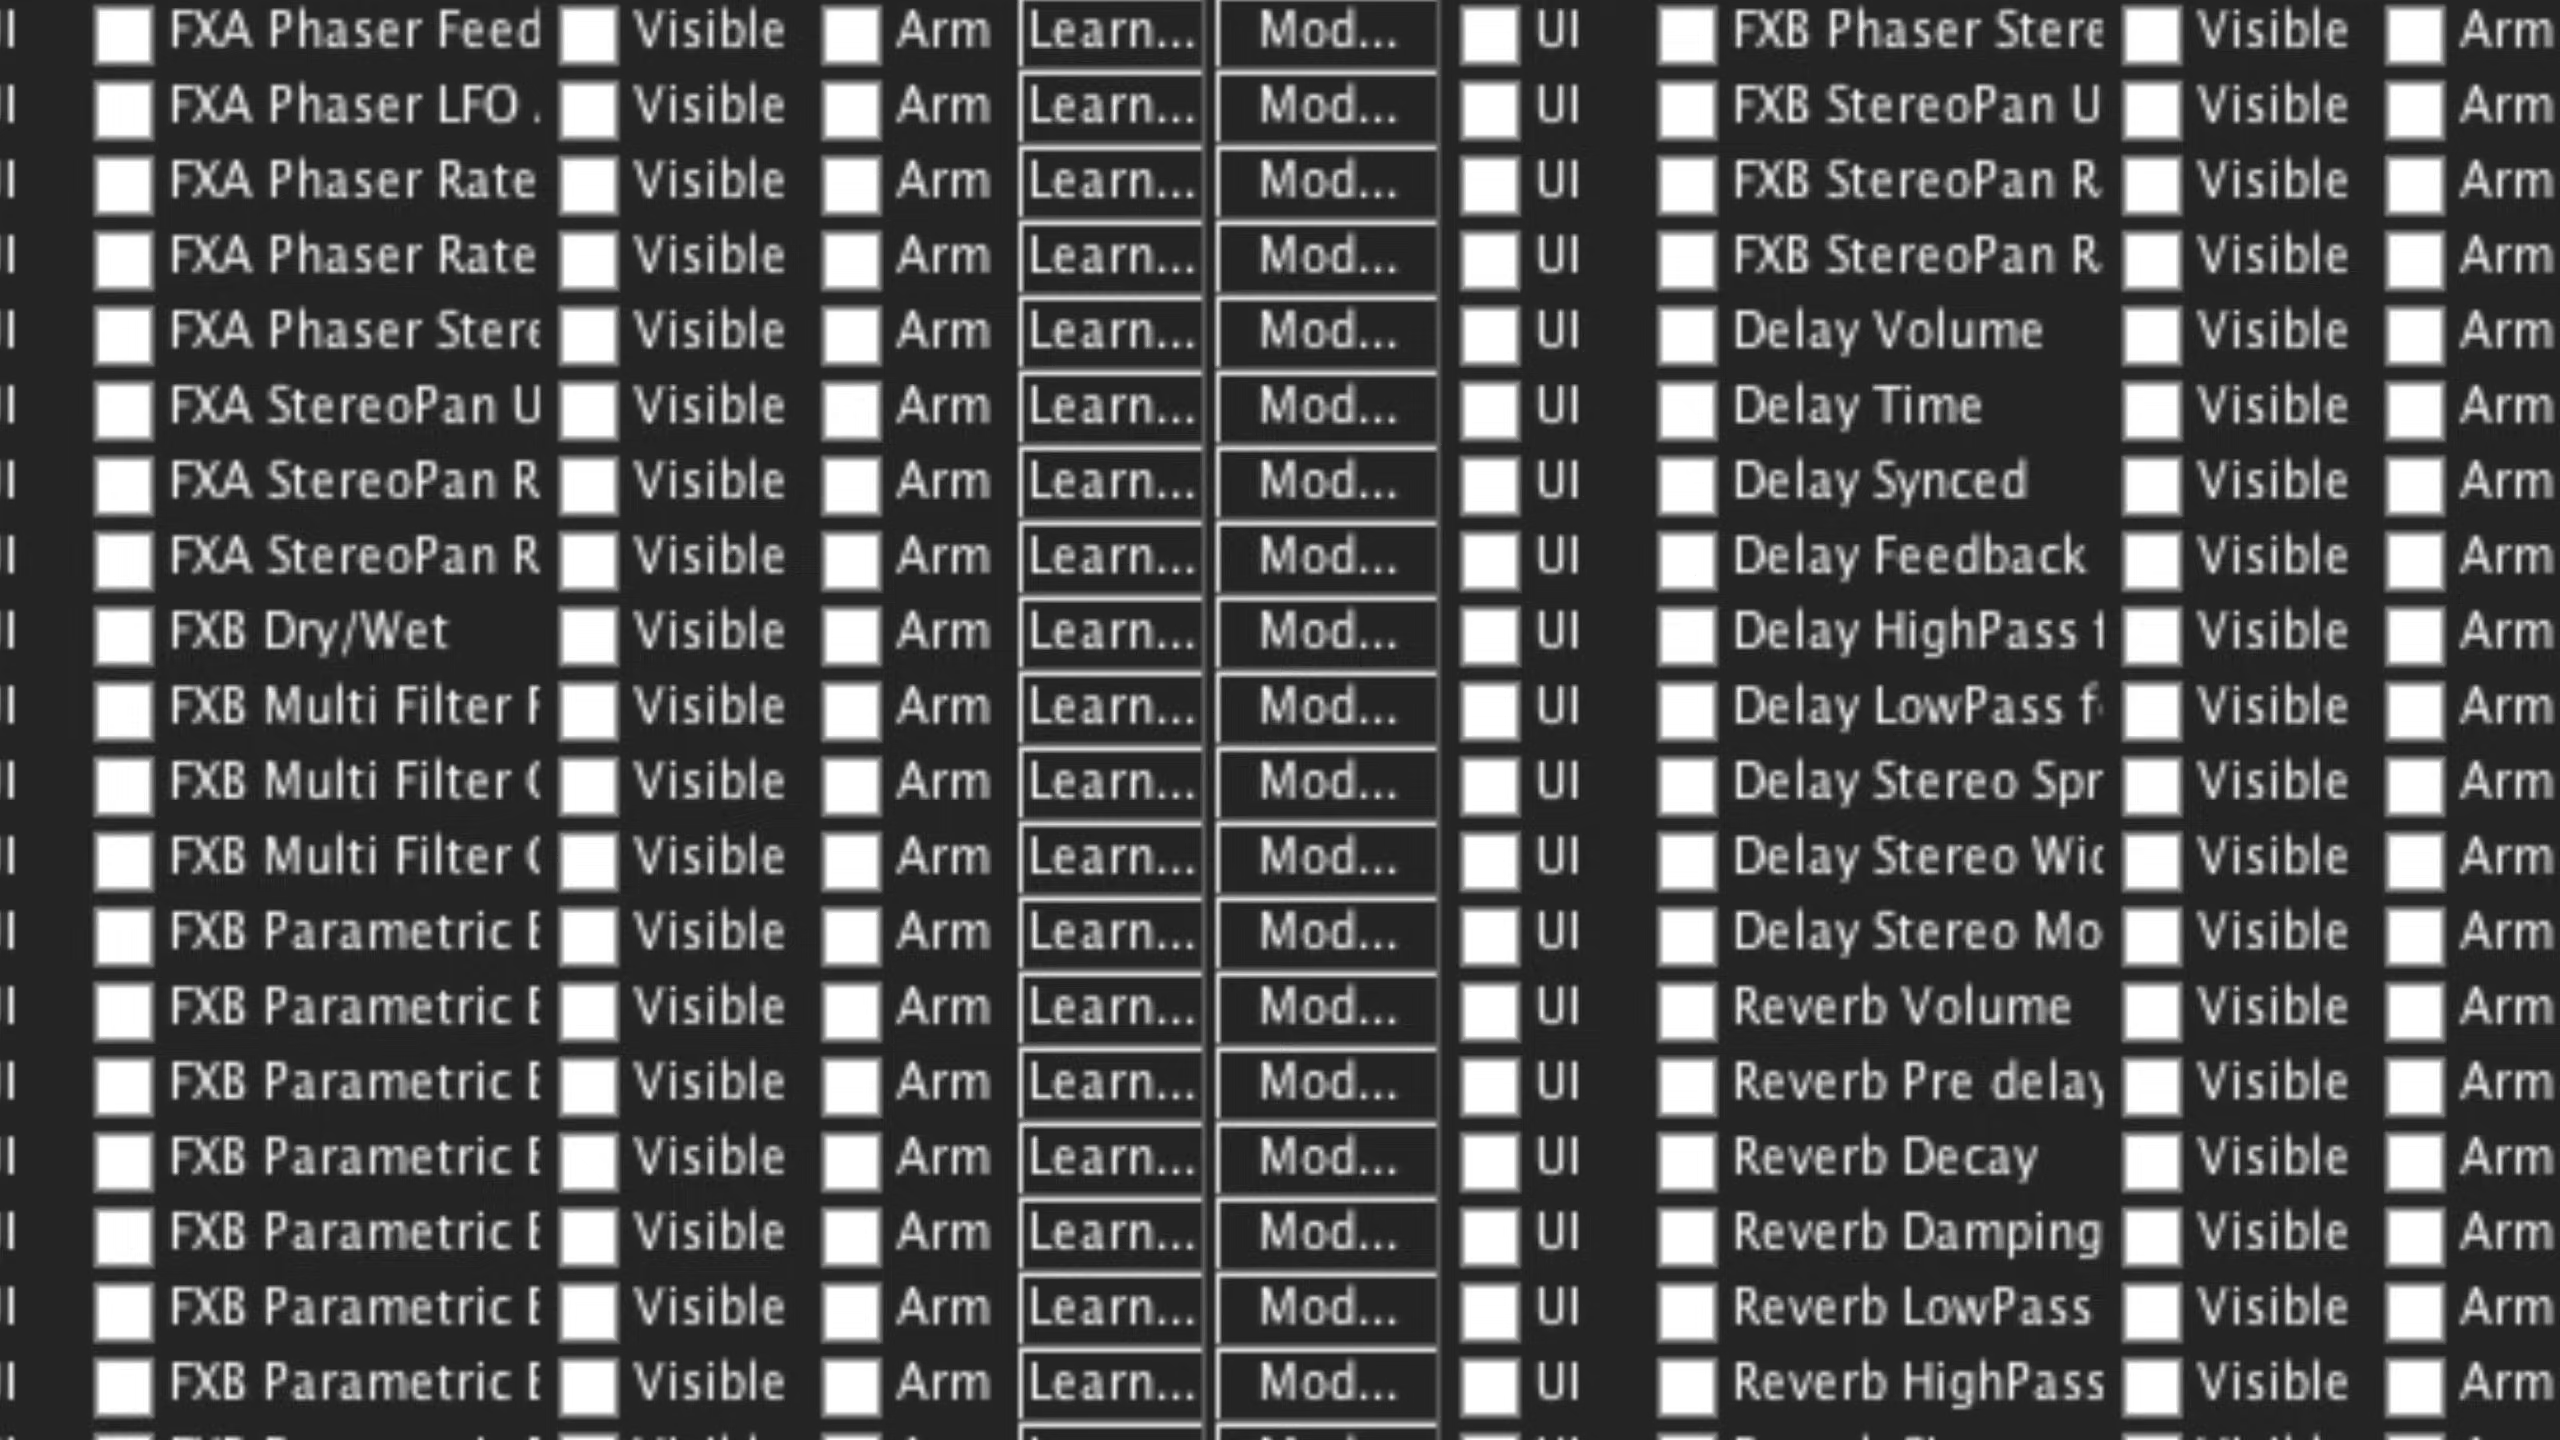 FXA Phaser Feed Visible Arm Learn... Mod... UI FXB Phaser Stere Visible Arm
FXA Phaser LFO Visible Arm Learn... Mod... UI FXB StereoPan U Visible Arm
FXA Phaser Rate Visible Arm Learn... Mod... UI FXB StereoPan R Visible Arm
FXA Phaser Rate Visible Arm Learn... Mod... UI FXB StereoPan R Visible Arm
FXA Phaser Stere Visible Arm Learn... Mod... UI Delay Volume Visible Arm
FXA StereoPan U Visible Arm Learn... Mod... UI Delay Time Visible Arm
FXA StereoPan R Visible Arm Learn... Mod... UI Delay Synced Visible Arm
FXA StereoPan R Visible Arm Learn... Mod... UI Delay Feedback Visible Arm
FXB Dry/Wet Visible Arm Learn... Mod... UI Delay HighPass f Visible Arm
FXB Multi Filter Visible Arm Learn... Mod... UI Delay LowPass f Visible Arm
FXB Multi Filter Visible Arm Learn... Mod... UI Delay Stereo Spr Visible Arm
FXB Multi Filter Visible Arm Learn... Mod... UI Delay Stereo Wic Visible Arm
FXB Parametric E Visible Arm Learn... Mod... UI Delay Stereo Mo Visible Arm
FXB Parametric E Visible Arm Learn... Mod... UI Reverb Volume Visible Arm
FXB Parametric E Visible Arm Learn... Mod... UI Reverb Pre delay Visible Arm
FXB Parametric E Visible Arm Learn... Mod... UI Reverb Decay Visible Arm
FXB Parametric E Visible Arm Learn... Mod... UI Reverb Damping Visible Arm
FXB Parametric E Visible Arm Learn... Mod... UI Reverb LowPass Visible Arm
FXB Parametric E Visible Arm Learn... Mod... UI Reverb HighPass Visible Arm